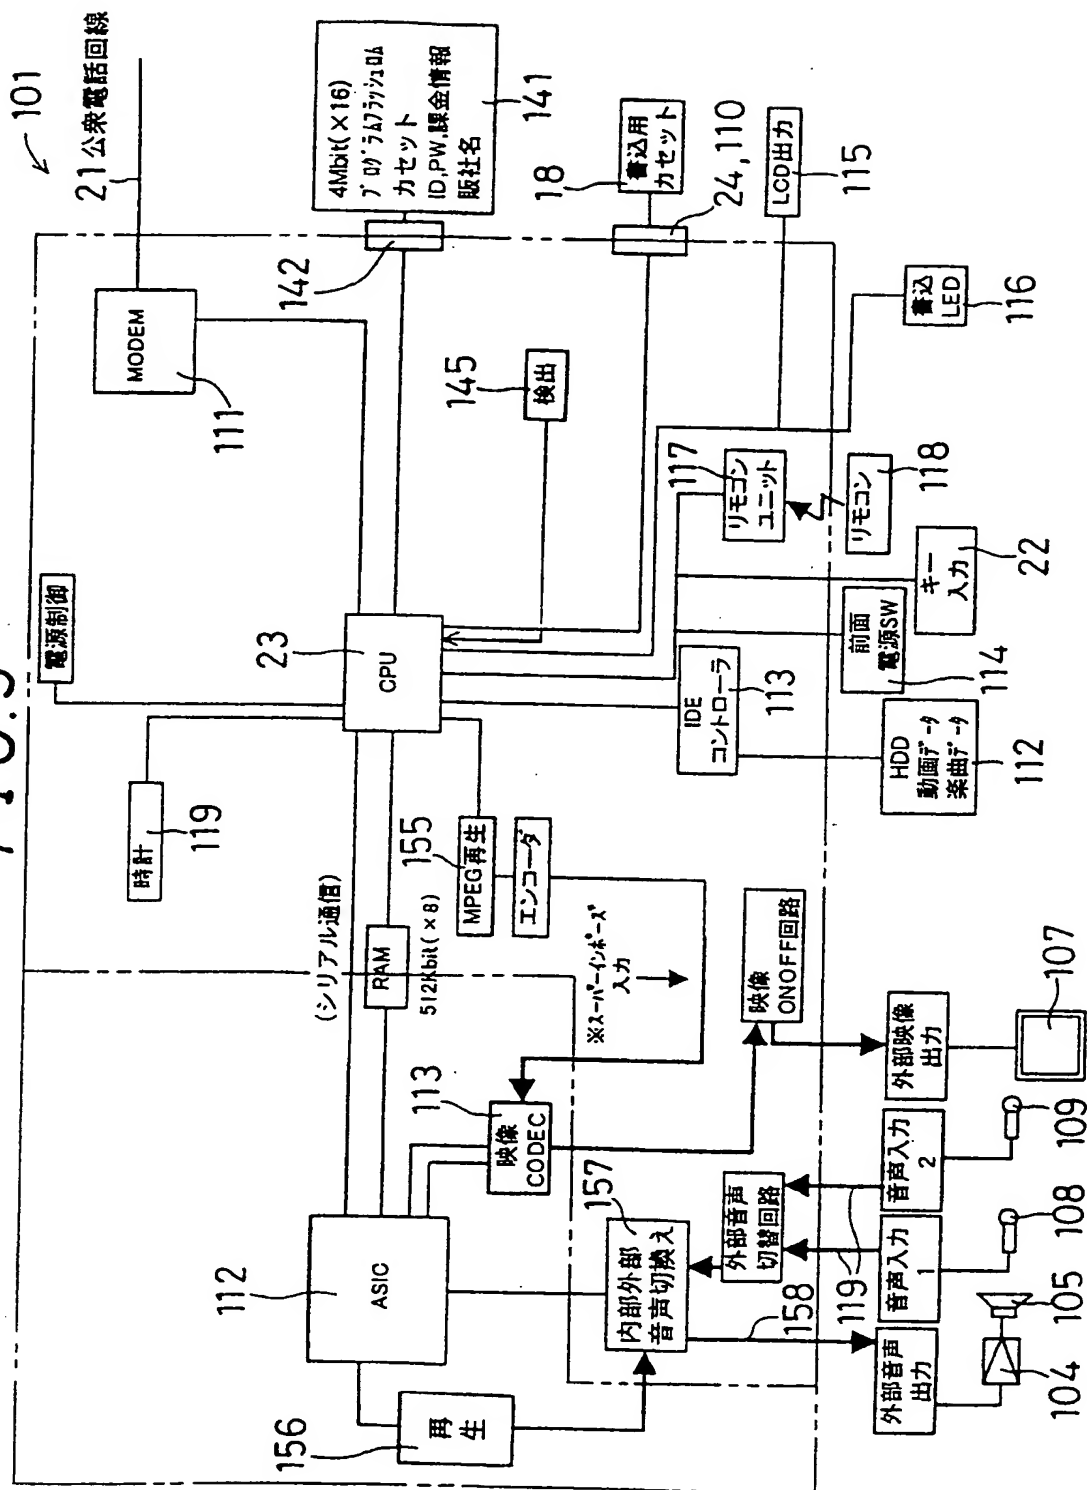 101
21公衆電話回線
電源制御
MODEM
111
時計
119
4Mbit(×16)
プログラムフラッシュロム
カセット
ID,PW,課金情報
販社名
141
142
23
CPU
(シリアル通信)
RAM
512Kbit(×8)
112
ASIC
156
再生
145
検出
155
MPEG再生
エンコーダ
113
映像
CODEC
※スーパーインポーズ
入力
18
書込用
カセット
24,110
157
内部外部
音声切換え
158
外部音声
切替回路
119
映像
ONOFF回路
IDE
コントローラ
113
117
リモコン
ユニット
LCD出力
115
リモコン
118
前面
電源SW
114
キー
入力
22
書込
LED
116
HDD
動画データ
楽曲データ
112
外部音声
出力
音声入力
1
音声入力
2
外部映像
出力
104
105
108
109
107